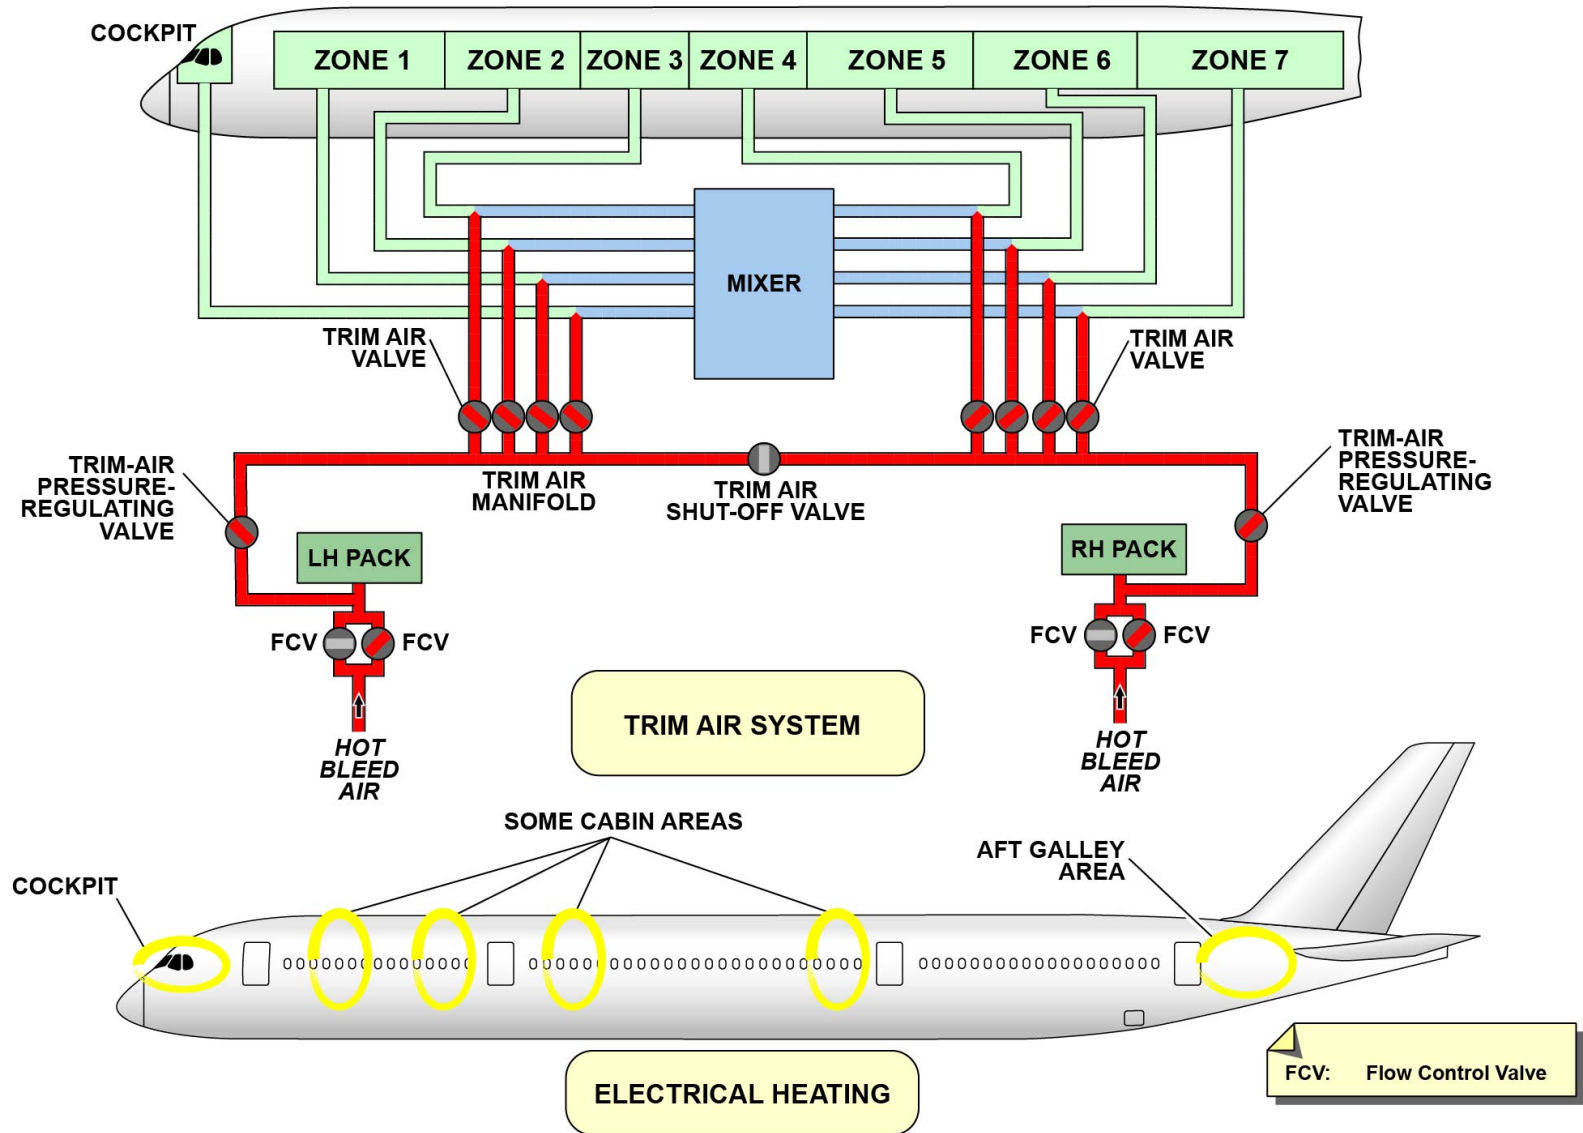 COCKPIT
ZONE 1
ZONE 2
ZONE 3
ZONE 4
ZONE 5
ZONE 6
ZONE 7
MIXER
TRIM AIR
VALVE
TRIM AIR
VALVE
TRIM-AIR
PRESSURE-
REGULATING
VALVE
TRIM AIR
MANIFOLD
TRIM AIR
SHUT-OFF VALVE
TRIM-AIR
PRESSURE-
REGULATING
VALVE
LH PACK
RH PACK
FCV
FCV
FCV
FCV
HOT
BLEED
AIR
TRIM AIR SYSTEM
HOT
BLEED
AIR
SOME CABIN AREAS
AFT GALLEY
AREA
COCKPIT
ELECTRICAL HEATING
FCV: Flow Control Valve